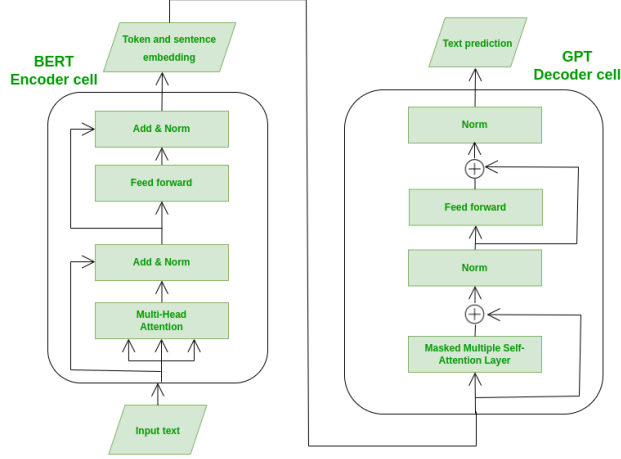 BERT
Encoder cell
Token and sentence
embedding
Add & Norm
Feed forward
Add & Norm
Multi-Head
Attention
Input text
GPT
Decoder cell
Text prediction
Norm
Feed forward
Norm
Masked Multiple Self-
Attention Layer